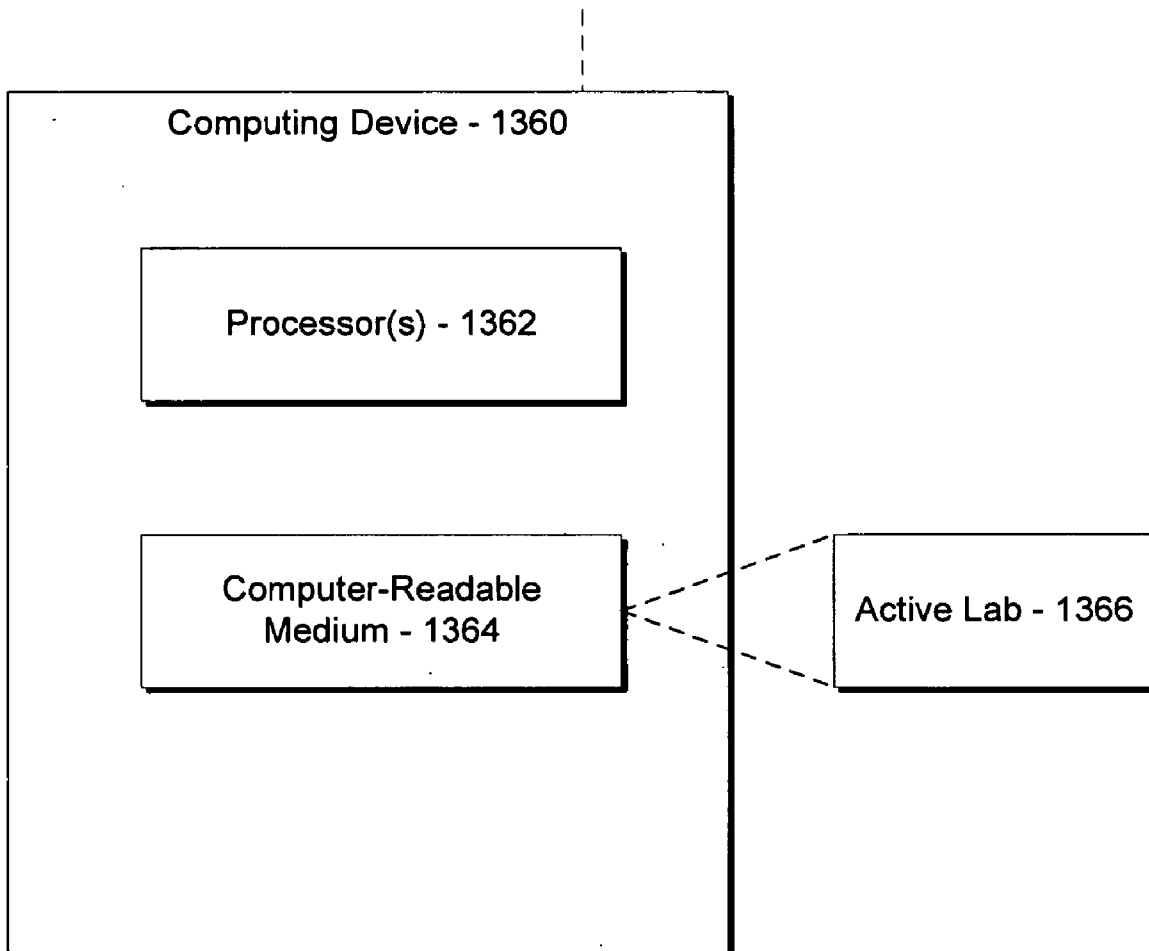 Computing Device - 1360
Processor(s) - 1362
Computer-Readable
Medium - 1364
Active Lab - 1366